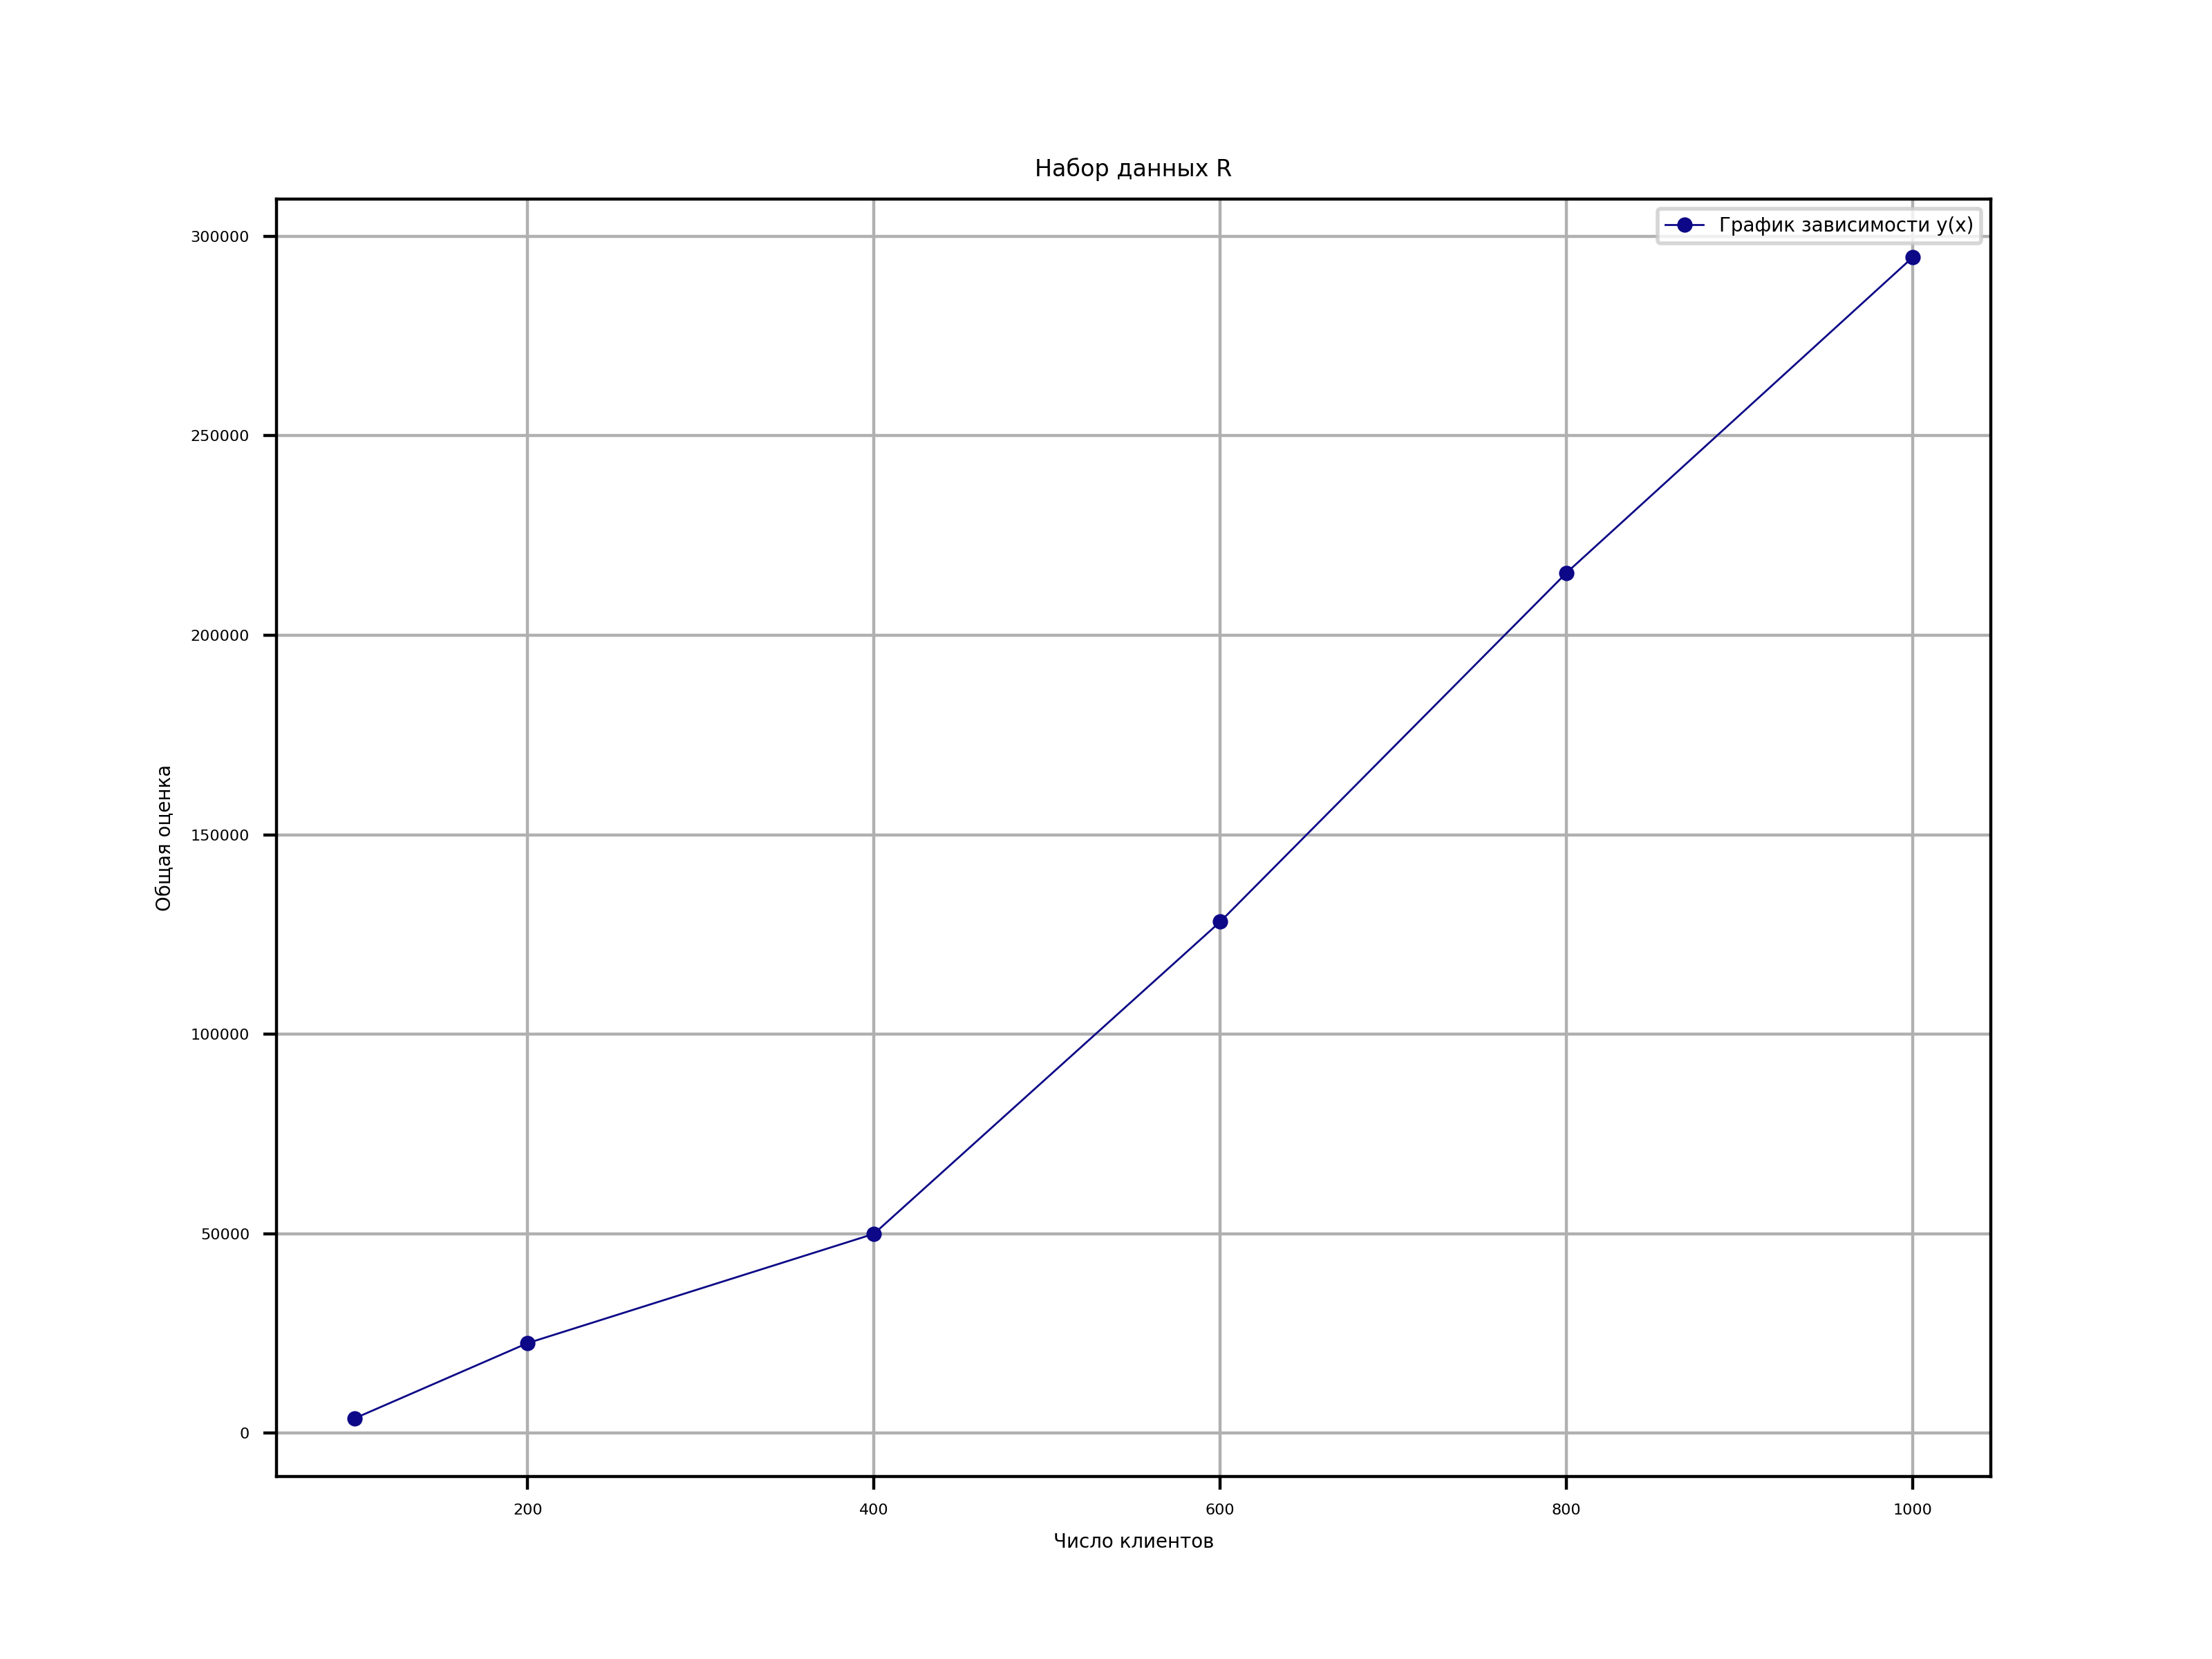 Набор данных R
График зависимости y(x)
300000
250000
200000
150000
100000
50000
0
Общая оценка
200 400 600 800 1000
Число клиентов